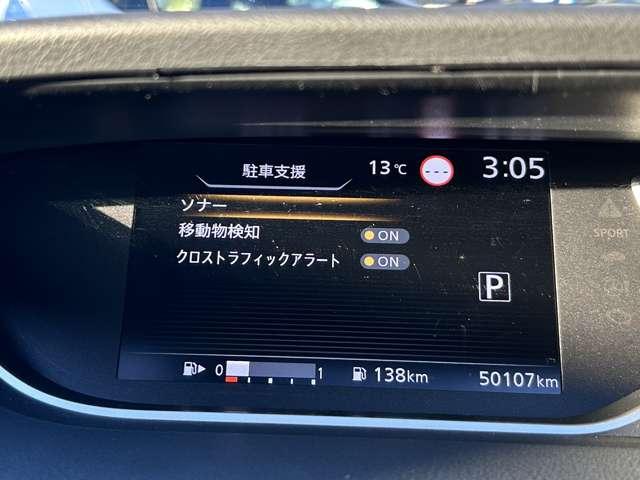 駐車支援 13℃ --- 3:05
ソナー
移動物検知 ON
クロストラフィックアラート ON
P
SPORT
0 1 138km 50107km